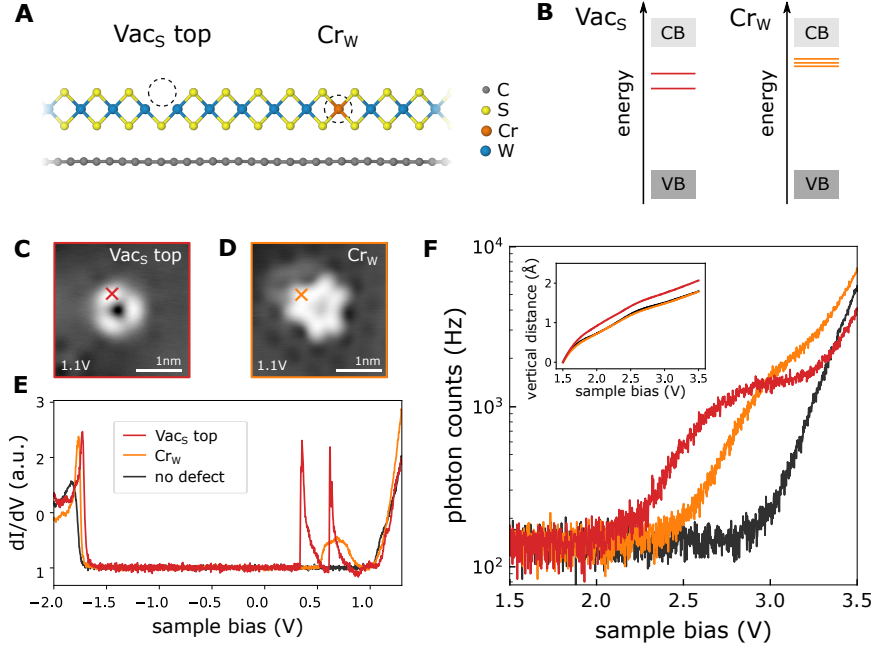 A
Vac_S top
Cr_W
C
S
Cr
W
B
Vac_S
Cr_W
energy
CB
VB
energy
CB
VB
C
Vac_S top
1.1V
1nm
D
Cr_W
1.1V
1nm
E
dI/dV (a.u.)
3
2
0
1
Vac_S top
Cr_W
no defect
−2.0 −1.5 −1.0 −0.5 0.0 0.5 1.0
sample bias (V)
F
photon counts (Hz)
10^4
10^3
10^2
vertical distance (Å)
2
1
0
1.5 2.0 2.5 3.0 3.5
sample bias (V)
1.5 2.0 2.5 3.0 3.5
sample bias (V)